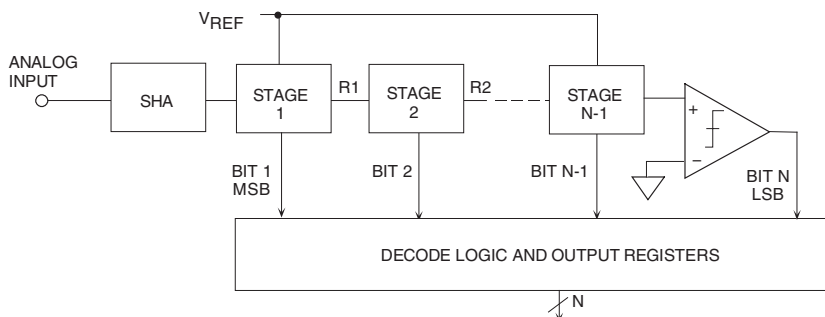 VREF
ANALOG
INPUT
SHA
STAGE
1
R1
STAGE
2
R2
STAGE
N-1
+
−
BIT 1
MSB
BIT 2
BIT N-1
BIT N
LSB
DECODE LOGIC AND OUTPUT REGISTERS
N